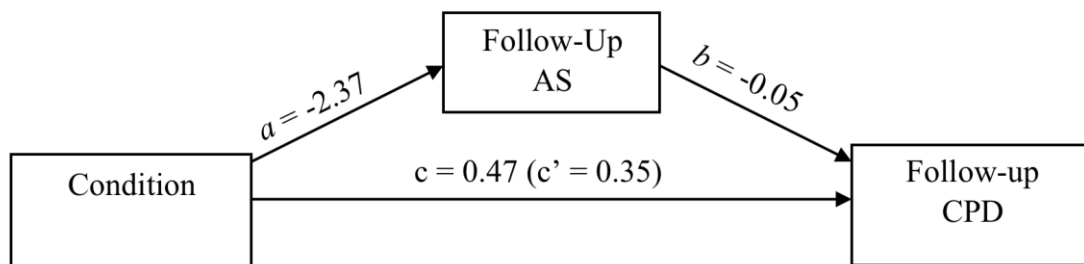 Follow-Up
AS
a = -2.37
b = -0.05
Condition
c = 0.47 (c’ = 0.35)
Follow-up
CPD